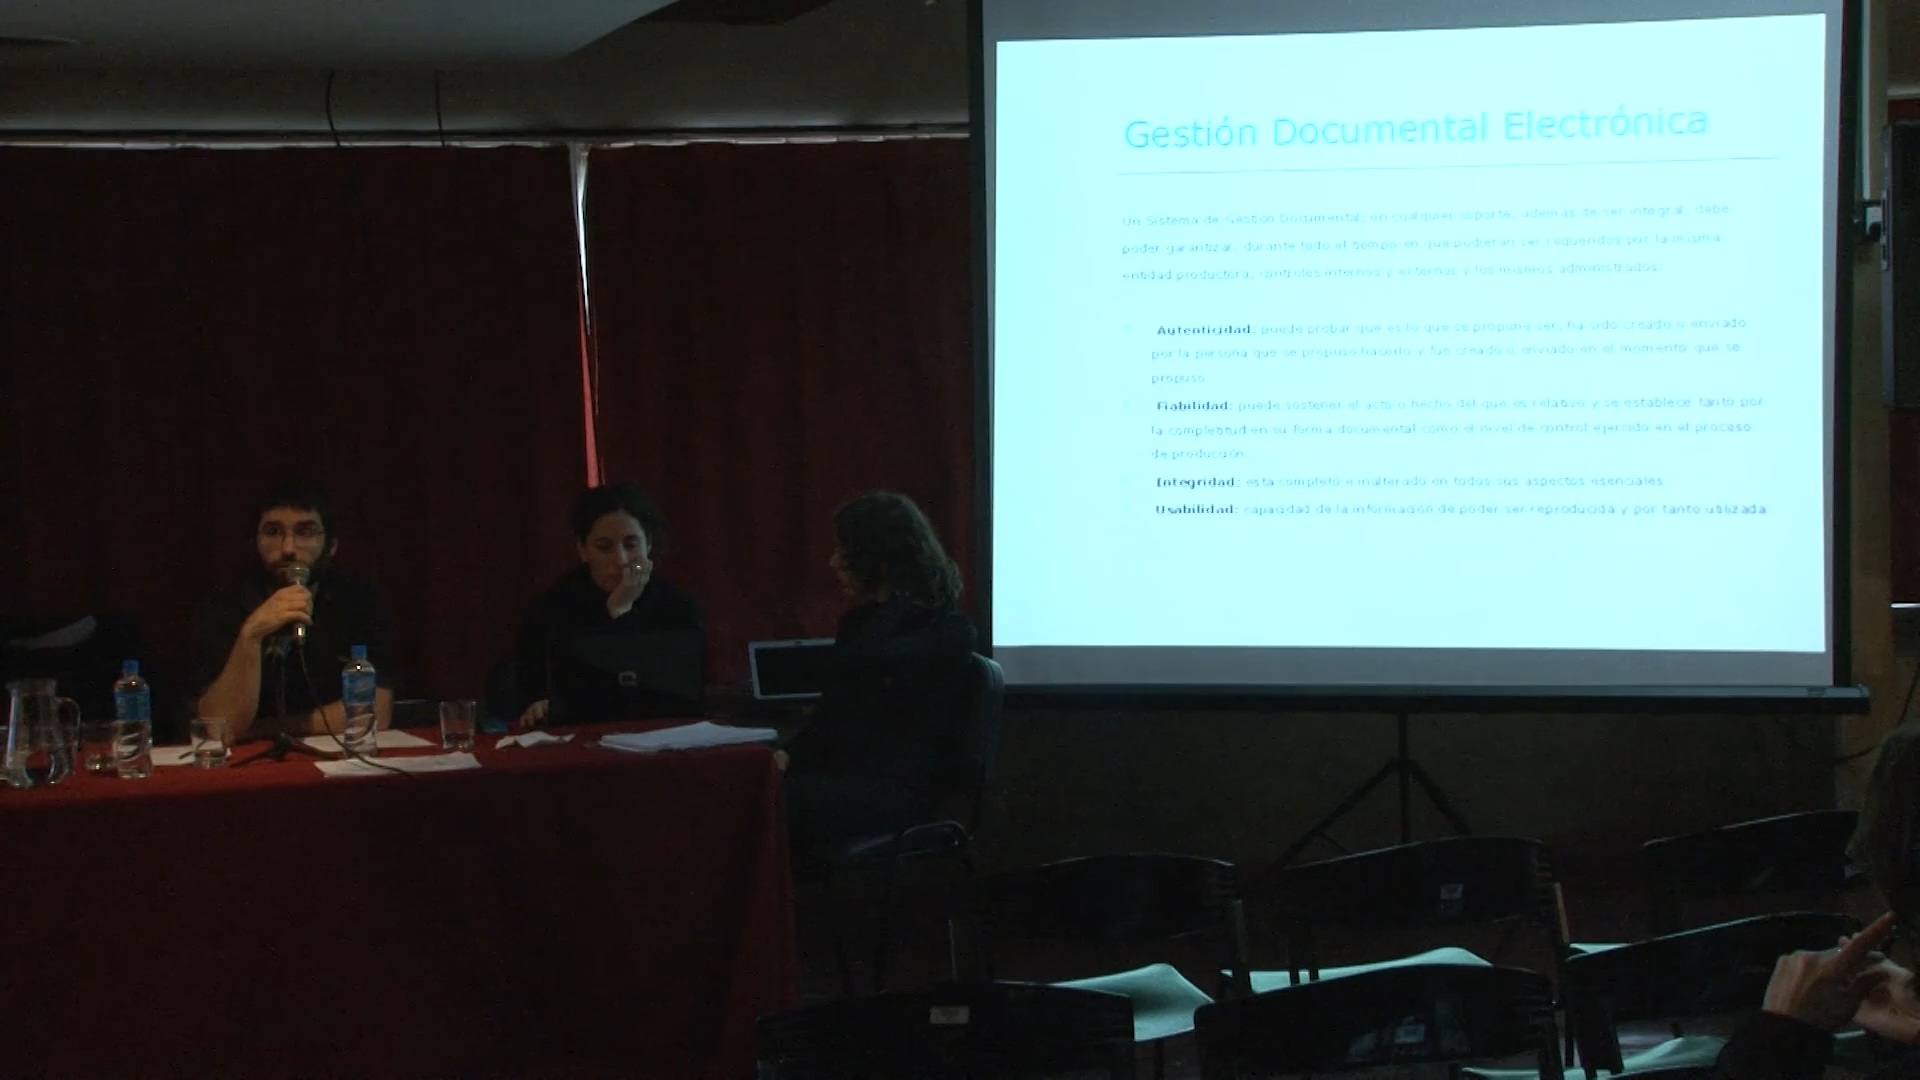 Gestión Documental Electrónica
Un Sistema de Gestión Documental, en cualquier soporte, además de ser integral, debe
poder garantizar, durante todo el tiempo en que pudieran ser requeridos por la misma
entidad productora, controles internos y externos y los mismos administrados:
Autenticidad: puede probar que es lo que se propone ser, ha sido creado o enviado
por la persona que se propuso hacerlo y fue creado o enviado en el momento que se
propuso.
Fiabilidad: puede sostener el acto o hecho del que es relativo y se establece tanto por
la completitud en su forma documental como el nivel de control ejercido en el proceso
de producción
Integridad: esta completo e inalterado en todos sus aspectos esenciales
Usabilidad: capacidad de la información de poder ser reproducida y por tanto utilizada